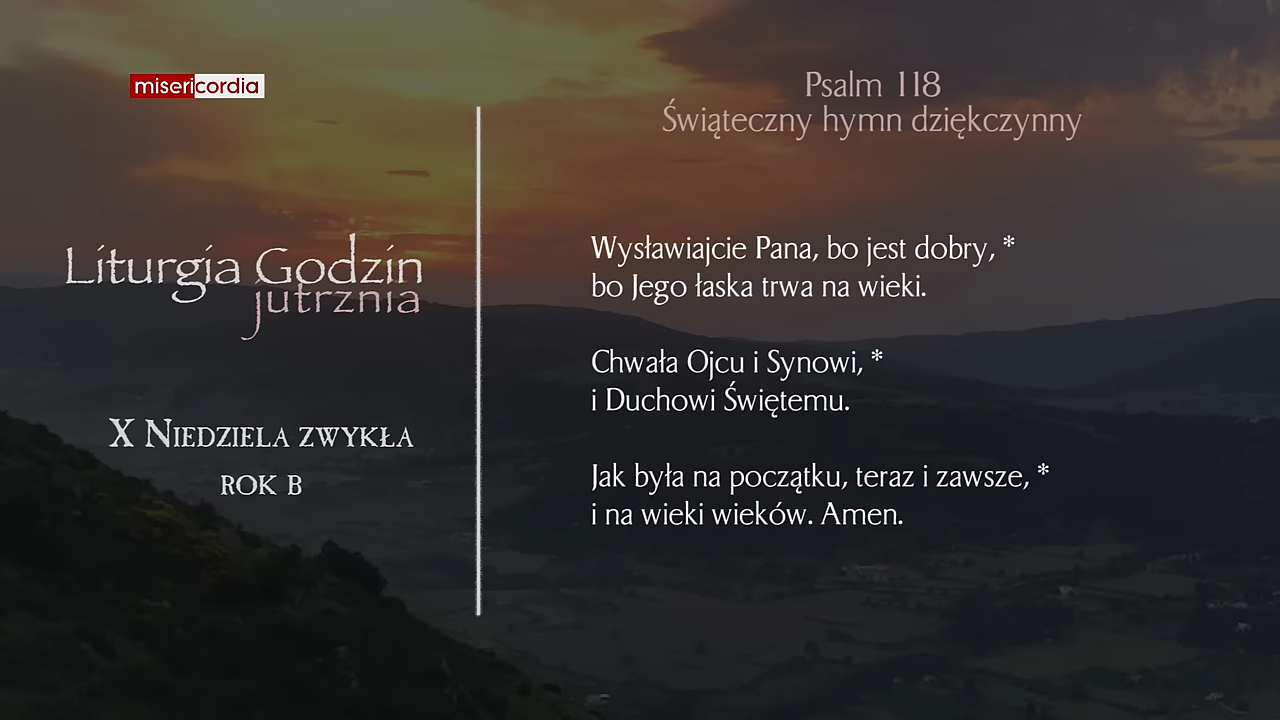 misericordia
Liturgia Godzin
jutrznia
X Niedziela zwykła
rok B
Psalm 118
Świąteczny hymn dziękczynny
Wysławiajcie Pana, bo jest dobry, *
bo Jego łaska trwa na wieki.
Chwała Ojcu i Synowi, *
i Duchowi Świętemu.
Jak była na początku, teraz i zawsze, *
i na wieki wieków. Amen.